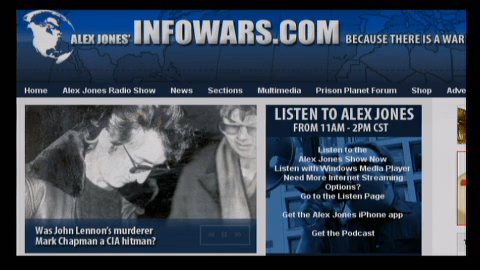 ALEX JONES' INFOWARS.COM BECAUSE THERE IS A WAR
Home Alex Jones Radio Show News Sections Multimedia Prison Planet Forum Shop Adve
LISTEN TO ALEX JONES
FROM 11AM - 2PM CST
Listen to the
Alex Jones Show Now
Listen with Windows Media Player
Need More Internet Streaming
Options?
Go to the Listen Page
Get the Alex Jones iPhone app
Get the Podcast
Was John Lennon's murderer
Mark Chapman a CIA hitman?